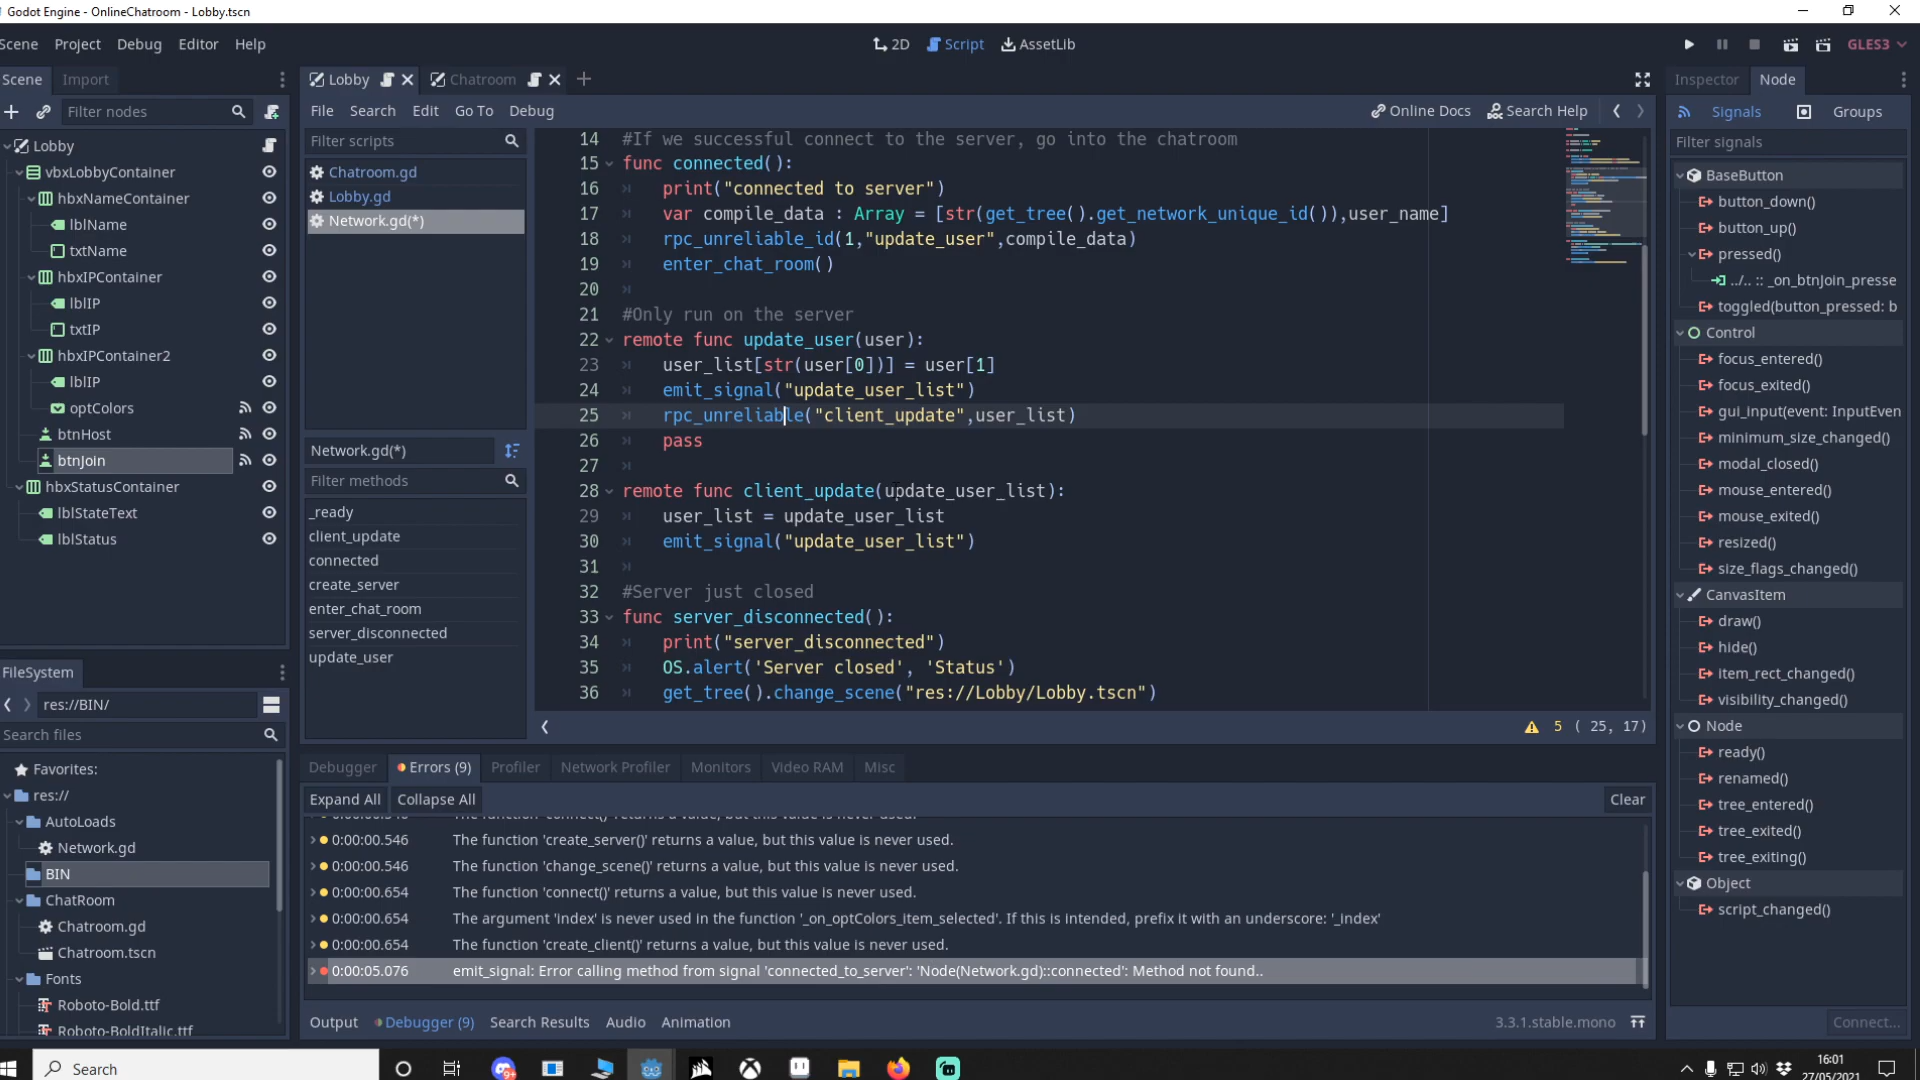 Godot Engine - OnlineChatroom - Lobby.tscn
Scene Project Debug Editor Help
2D Script AssetLib
GLES3
Scene Import
Filter nodes
Lobby
vbxLobbyContainer
hbxNameContainer
lblName
txtName
hbxIPContainer
lblIP
txtIP
hbxIPContainer2
lblIP
optColors
btnHost
btnJoin
hbxStatusContainer
lblStateText
lblStatus
FileSystem
res://BIN/
Search files
Favorites:
res://
AutoLoads
Network.gd
BIN
ChatRoom
Chatroom.gd
Chatroom.tscn
Fonts
Roboto-Bold.ttf
Roboto-BoldItalic.ttf
Lobby Chatroom
File Search Edit Go To Debug
Online Docs Search Help
Filter scripts
Chatroom.gd
Lobby.gd
Network.gd(*)
Network.gd(*)
Filter methods
_ready
client_update
connected
create_server
enter_chat_room
server_disconnected
update_user
14 #If we successful connect to the server, go into the chatroom
15 func connected():
16 print("connected to server")
17 var compile_data : Array = [str(get_tree().get_network_unique_id()),user_name]
18 rpc_unreliable_id(1,"update_user",compile_data)
19 enter_chat_room()
20
21 #Only run on the server
22 remote func update_user(user):
23 user_list[str(user[0])] = user[1]
24 emit_signal("update_user_list")
25 rpc_unreliable("client_update",user_list)
26 pass
27
28 remote func client_update(update_user_list):
29 user_list = update_user_list
30 emit_signal("update_user_list")
31
32 #Server just closed
33 func server_disconnected():
34 print("server_disconnected")
35 OS.alert('Server closed', 'Status')
36 get_tree().change_scene("res://Lobby/Lobby.tscn")
5 ( 25, 17)
Debugger Errors (9) Profiler Network Profiler Monitors Video RAM Misc
Expand All Collapse All Clear
0:00:00.546 The function 'create_server()' returns a value, but this value is never used.
0:00:00.546 The function 'change_scene()' returns a value, but this value is never used.
0:00:00.654 The function 'connect()' returns a value, but this value is never used.
0:00:00.654 The argument 'index' is never used in the function '_on_optColors_item_selected'. If this is intended, prefix it with an underscore: '_index'
0:00:00.654 The function 'create_client()' returns a value, but this value is never used.
0:00:05.076 emit_signal: Error calling method from signal 'connected_to_server': 'Node(Network.gd)::connected': Method not found..
Output Debugger (9) Search Results Audio Animation
3.3.1.stable.mono
Inspector Node
Signals Groups
Filter signals
BaseButton
button_down()
button_up()
pressed()
../.. :: _on_btnJoin_presse
toggled(button_pressed: b
Control
focus_entered()
focus_exited()
gui_input(event: InputEven
minimum_size_changed()
modal_closed()
mouse_entered()
mouse_exited()
resized()
size_flags_changed()
CanvasItem
draw()
hide()
item_rect_changed()
visibility_changed()
Node
ready()
renamed()
tree_entered()
tree_exited()
tree_exiting()
Object
script_changed()
Connect...
Search
16:01
27/05/2021